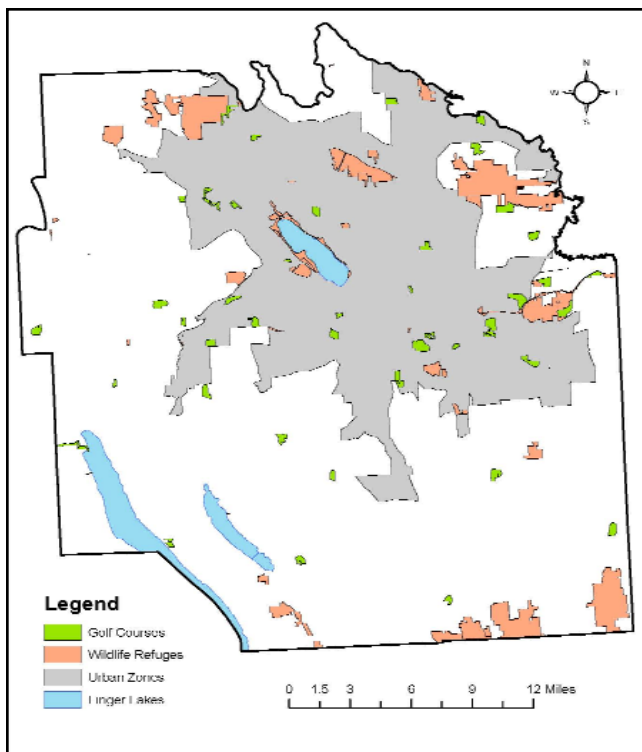 N
W
S
Legend
Golf Courses
Wildlife Refuges
Urban Zones
Finger Lakes
0 1.5 3 6 9 12 Miles